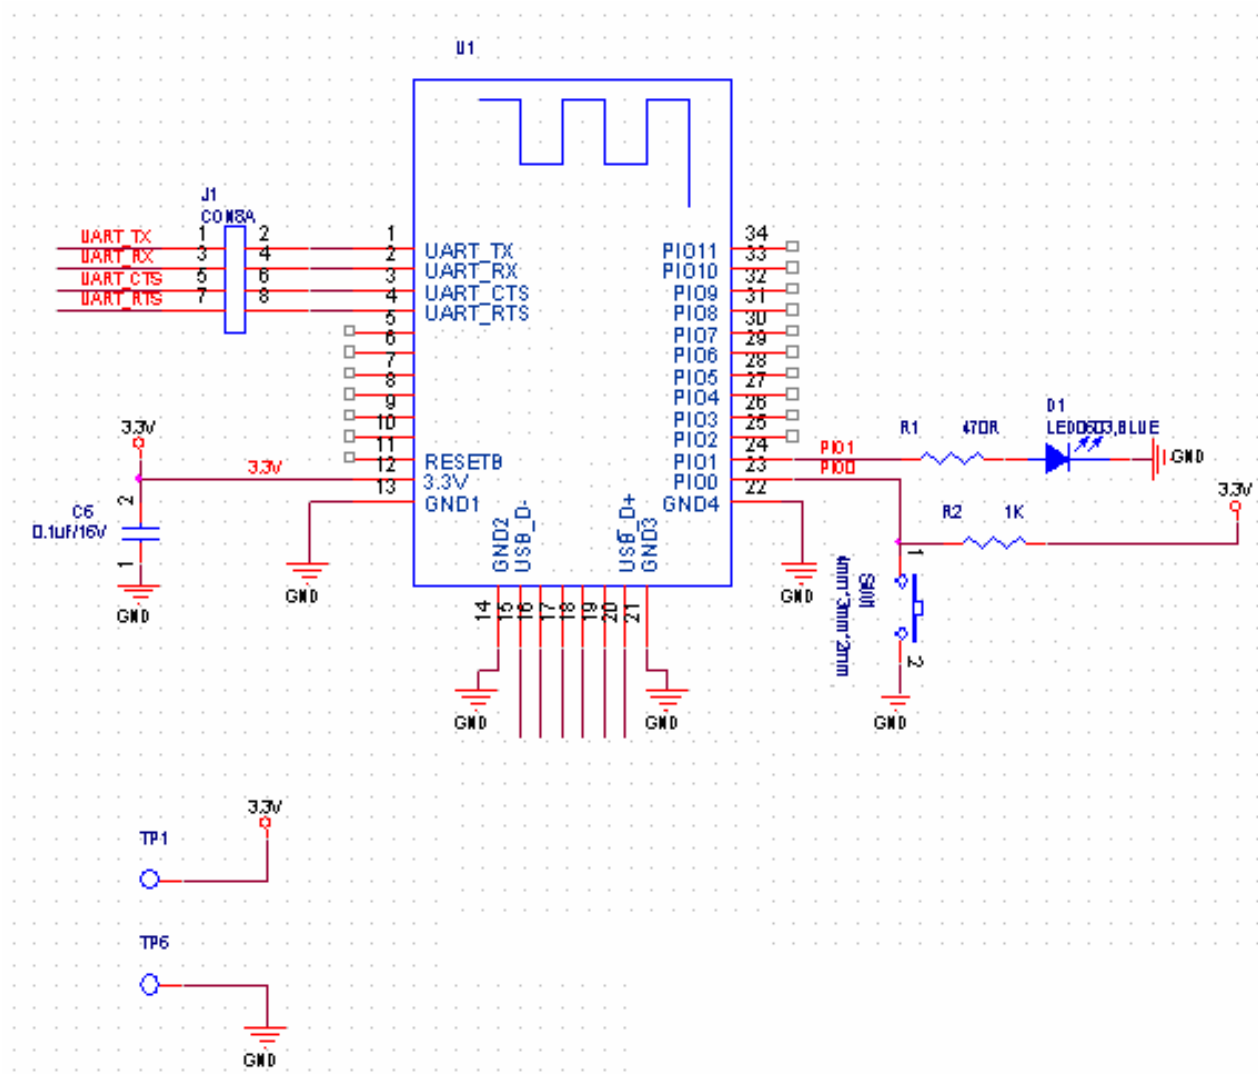 U1
J1
CON8A
UART_TX 1 2 1 UART_TX
UART_RX 3 4 2 UART_RX
UART_CTS 5 6 3 UART_CTS
UART_RTS 7 8 4 UART_RTS
5
6
7
8
9
10
11 RESETB
3.3V
3.3V 12 3.3V
13 GND1
GND
2
C6
0.1uF/16V
1
GND
34 PIO11
33 PIO10
32 PIO9
31 PIO8
30 PIO7
29 PIO6
28 PIO5
27 PIO4
26 PIO3
25 PIO2
24 PIO1 PIO1
23 PIO0 PIO0
22 GND4
GND
R1 470R
D1
LED0603,BLUE
GND
3.3V
R2 1K
1
SW1
4mm*3mm*2mm
2
GND
GND2
USB_D-
USB_D+
GND3
14
15
16
17
18
19
20
21
GND
GND
3.3V
TP1
TP6
GND